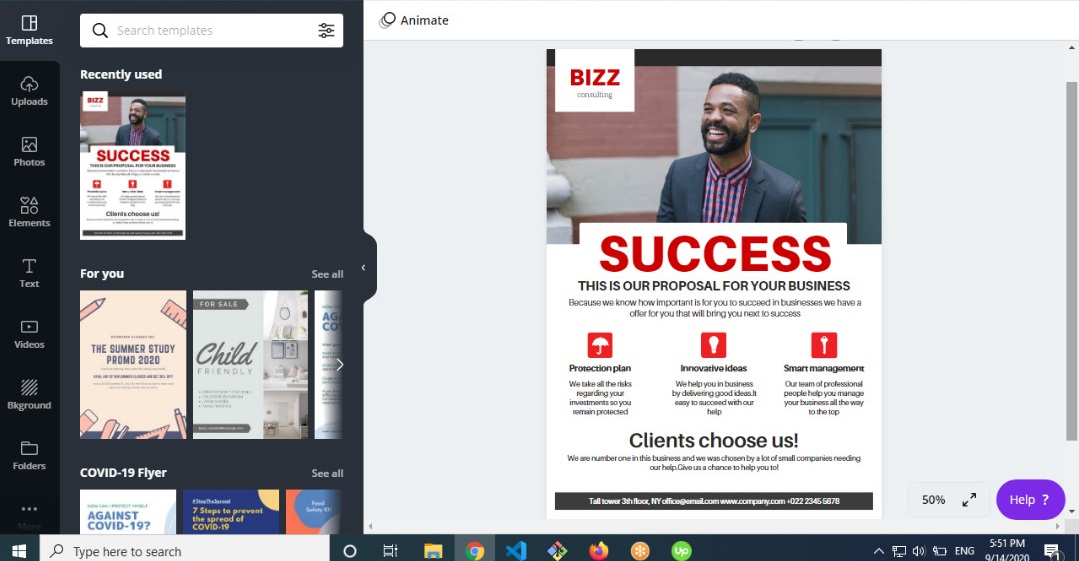 Templates
Uploads
Photos
Elements
Text
Videos
Bkground
Folders
More
Search templates
Recently used
BIZZ
SUCCESS
THIS IS OUR PROPOSAL FOR YOUR BUSINESS
Protection plan
Smart management
Clients choose us!
For you
See all
THE SUMMER STUDY
PROMO 2020
FOR SALE
Child
FRIENDLY
COVID-19 Flyer
See all
AGAINST
COVID-19?
7 Steps to prevent
the spread of
COVID-19
Food
Safety
Animate
BIZZ
consulting
SUCCESS
THIS IS OUR PROPOSAL FOR YOUR BUSINESS
Because we know how important is for you to succeed in businesses we have a
offer for you that will bring you next to success
Protection plan
We take all the risks
regarding your
investments so you
remain protected
Innovative ideas
We help you in business
by delivering good ideas.It
easy to succeed with our
help
Smart management
Our team of professional
people help you manage
your business all the way
to the top
Clients choose us!
We are number one in this business and we was chosen by a lot of small companies needing
our help.Give us a chance to help you to!
Tall tower 3th floor, NY office@email.com www.company.com +022 2345 5678
50%
Help ?
Type here to search
up
ENG
5:51 PM
9/14/2020
1